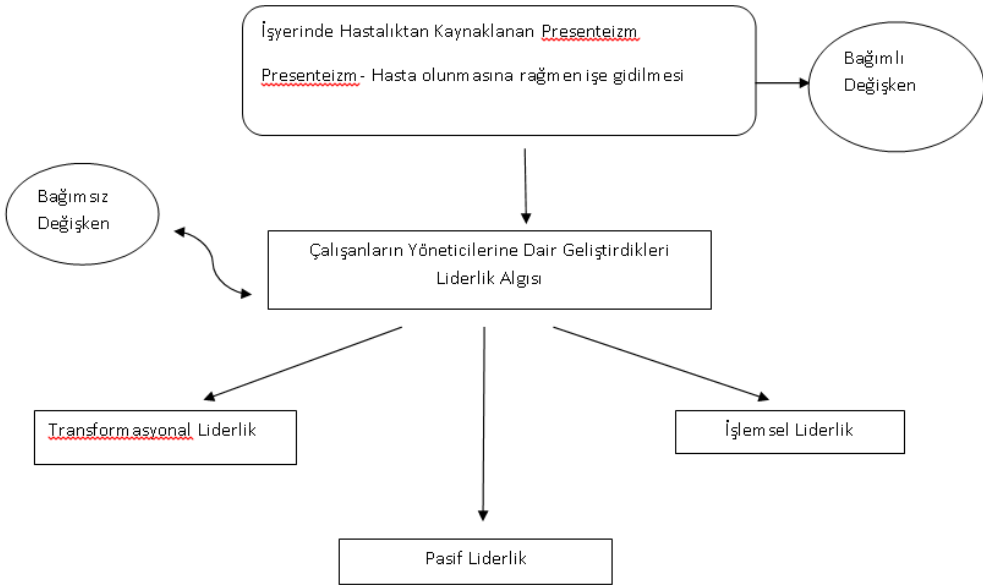 İşyerinde Hastalıktan Kaynaklanan Presenteizm
Presenteizm- Hasta olunmasına rağmen işe gidilmesi
Bağımlı
Değişken
Bağımsız
Değişken
Çalışanların Yöneticilerine Dair Geliştirdikleri
Liderlik Algısı
Transformasyonal Liderlik
İşlemsel Liderlik
Pasif Liderlik